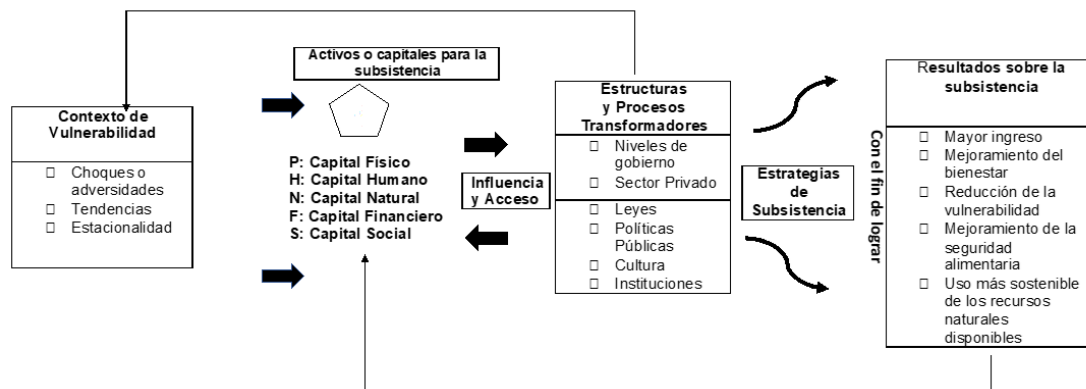 Contexto de
Vulnerabilidad
Choques o
adversidades
Tendencias
Estacionalidad
Activos o capitales para la
subsistencia
P: Capital Físico
H: Capital Humano
N: Capital Natural
F: Capital Financiero
S: Capital Social
Influencia
y Acceso
Estructuras
y Procesos
Transformadores
Niveles de
gobierno
Sector Privado
Leyes
Políticas
Públicas
Cultura
Instituciones
Estrategias
de
Subsistencia
Con el fin de lograr
Resultados sobre la
subsistencia
Mayor ingreso
Mejoramiento del
bienestar
Reducción de la
vulnerabilidad
Mejoramiento de la
seguridad
alimentaria
Uso más sostenible
de los recursos
naturales
disponibles